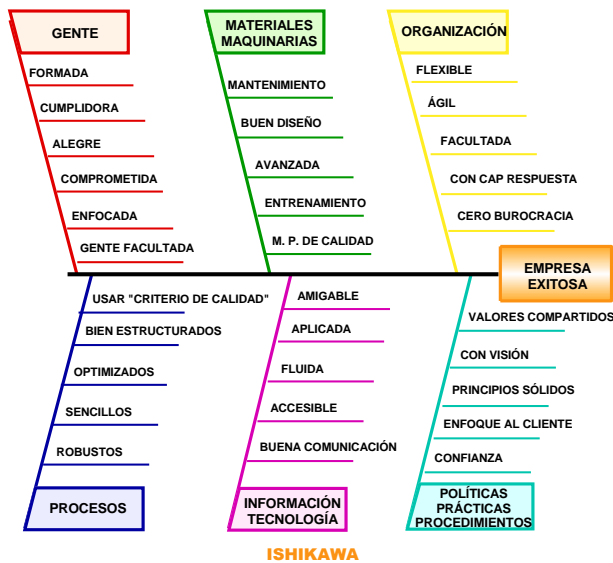 GENTE
FORMADA
CUMPLIDORA
ALEGRE
COMPROMETIDA
ENFOCADA
GENTE FACULTADA
MATERIALES
MAQUINARIAS
MANTENIMIENTO
BUEN DISEÑO
AVANZADA
ENTRENAMIENTO
M. P. DE CALIDAD
ORGANIZACIÓN
FLEXIBLE
ÁGIL
FACULTADA
CON CAP RESPUESTA
CERO BUROCRACIA
EMPRESA
EXITOSA
USAR "CRITERIO DE CALIDAD"
BIEN ESTRUCTURADOS
OPTIMIZADOS
SENCILLOS
ROBUSTOS
PROCESOS
AMIGABLE
APLICADA
FLUIDA
ACCESIBLE
BUENA COMUNICACIÓN
INFORMACIÓN
TECNOLOGÍA
VALORES COMPARTIDOS
CON VISIÓN
PRINCIPIOS SÓLIDOS
ENFOQUE AL CLIENTE
CONFIANZA
POLÍTICAS
PRÁCTICAS
PROCEDIMIENTOS
ISHIKAWA